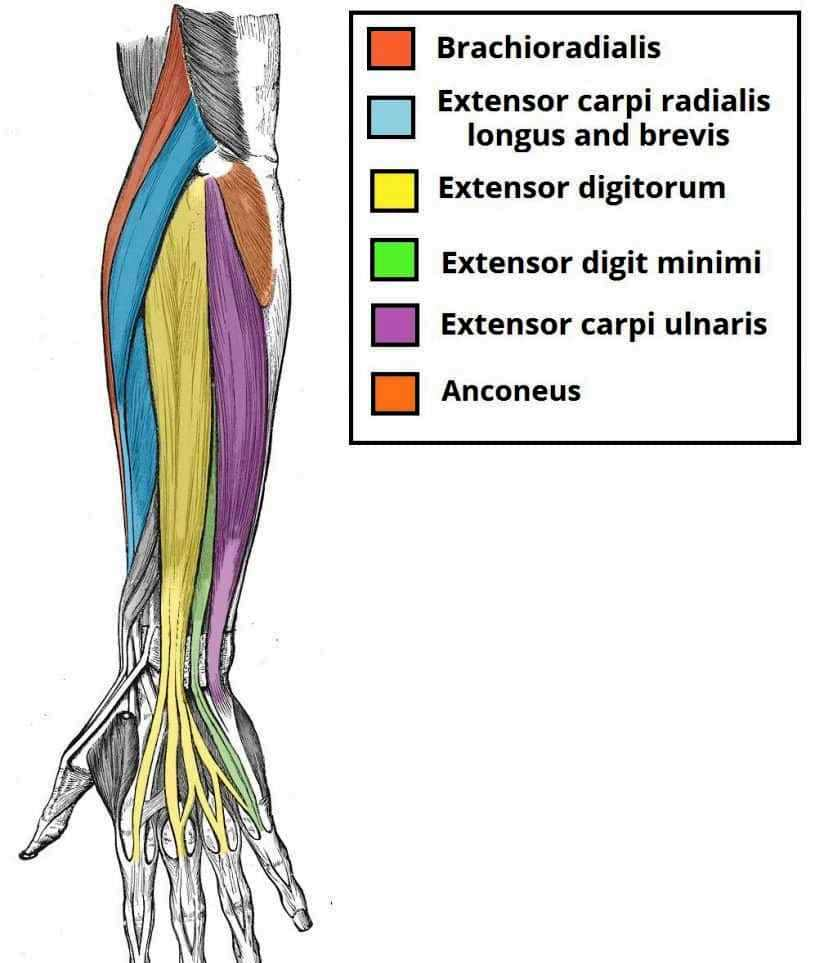 Brachioradialis
Extensor carpi radialis
longus and brevis
Extensor digitorum
Extensor digit minimi
Extensor carpi ulnaris
Anconeus